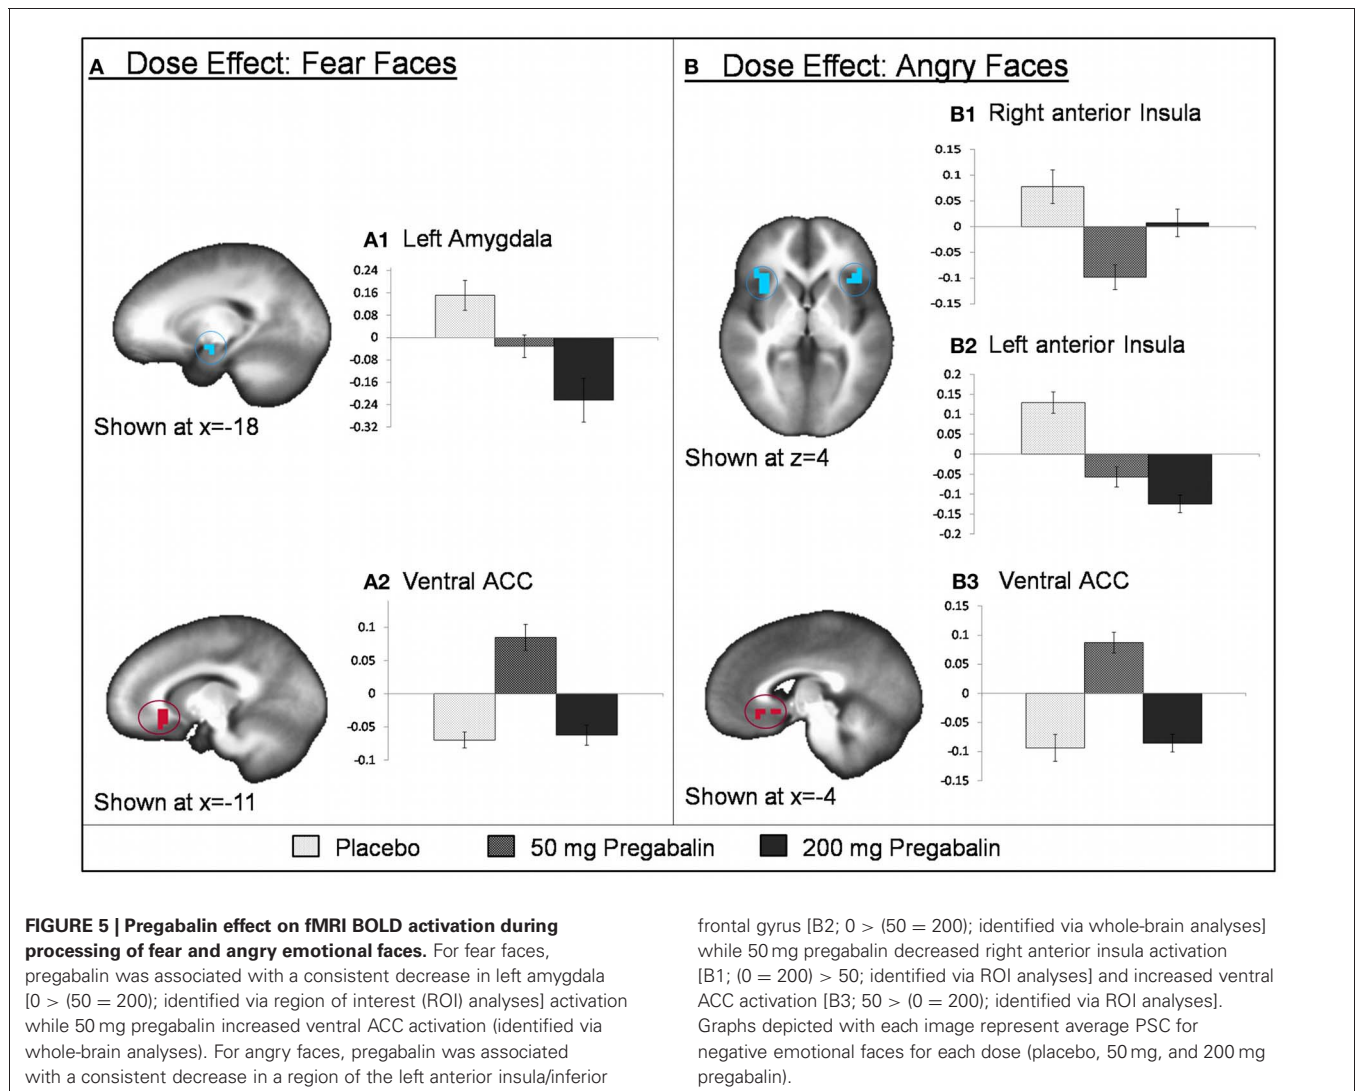 A Dose Effect: Fear Faces
A1 Left Amygdala
0.24
0.16
0.08
0
-0.08
-0.16
-0.24
-0.32
Shown at x=-18
A2 Ventral ACC
0.1
0.05
0
-0.05
-0.1
Shown at x=-11
B Dose Effect: Angry Faces
B1 Right anterior Insula
0.15
0.1
0.05
0
-0.05
-0.1
-0.15
B2 Left anterior Insula
0.2
0.15
0.1
0.05
0
-0.05
-0.1
-0.15
-0.2
Shown at z=4
B3 Ventral ACC
0.15
0.1
0.05
0
-0.05
-0.1
-0.15
Shown at x=-4
Placebo 50 mg Pregabalin 200 mg Pregabalin
FIGURE 5 | Pregabalin effect on fMRI BOLD activation during
processing of fear and angry emotional faces. For fear faces,
pregabalin was associated with a consistent decrease in left amygdala
[0 > (50 = 200); identified via region of interest (ROI) analyses] activation
while 50 mg pregabalin increased ventral ACC activation (identified via
whole-brain analyses). For angry faces, pregabalin was associated
with a consistent decrease in a region of the left anterior insula/inferior
frontal gyrus [B2; 0 > (50 = 200); identified via whole-brain analyses]
while 50 mg pregabalin decreased right anterior insula activation
[B1; (0 = 200) > 50; identified via ROI analyses] and increased ventral
ACC activation [B3; 50 > (0 = 200); identified via ROI analyses].
Graphs depicted with each image represent average PSC for
negative emotional faces for each dose (placebo, 50 mg, and 200 mg
pregabalin).